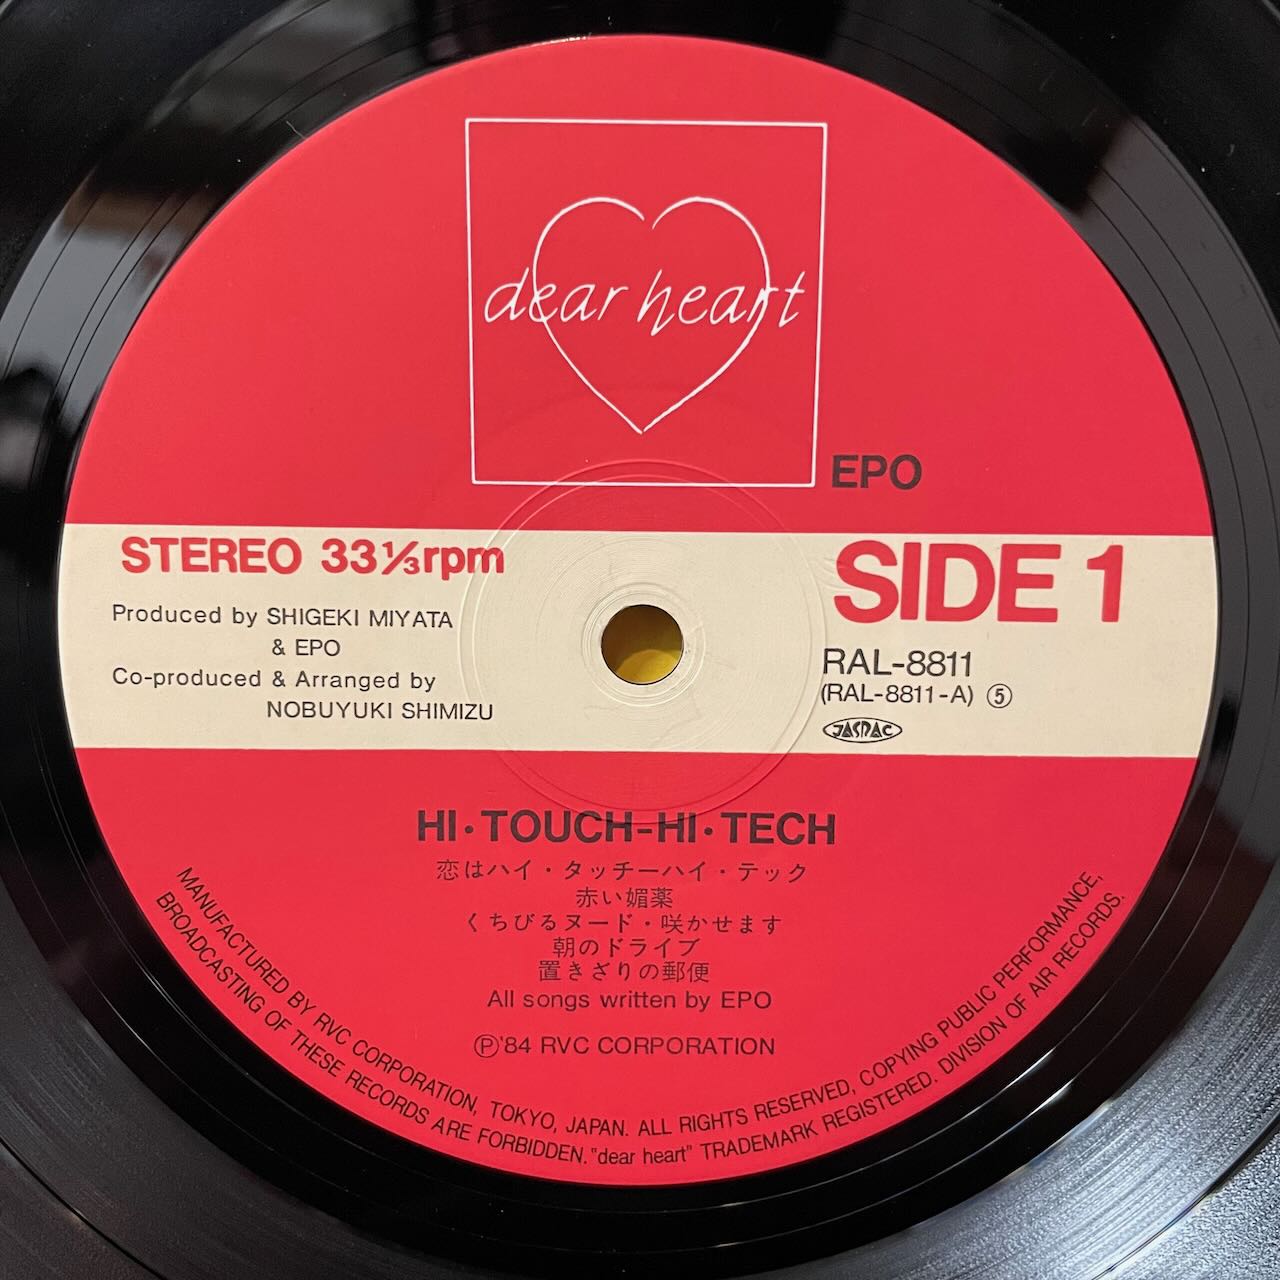 dear heart
EPO
STEREO 33⅓rpm
SIDE 1
Produced by SHIGEKI MIYATA
& EPO
Co-produced & Arranged by
NOBUYUKI SHIMIZU
RAL-8811
(RAL-8811-A) ⑤
JASRAC
HI・TOUCH-HI・TECH
恋はハイ・タッチーハイ・テック
赤い媚薬
くちびるヌード・咲かせます
朝のドライブ
置きざりの郵便
All songs written by EPO
Ⓟ'84 RVC CORPORATION
MANUFACTURED BY RVC CORPORATION, TOKYO, JAPAN. ALL RIGHTS RESERVED, COPYING PUBLIC PERFORMANCE,
BROADCASTING OF THESE RECORDS ARE FORBIDDEN. "dear heart" TRADEMARK REGISTERED. DIVISION OF AIR RECORDS.